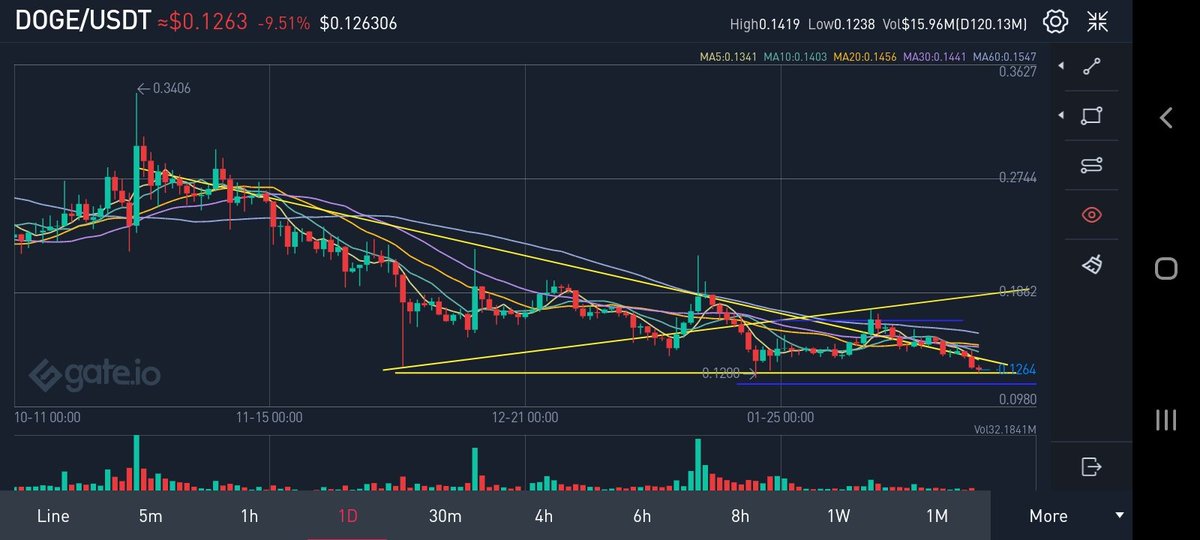 DOGE/USDT ≈$0.1263 -9.51% $0.126306
High0.1419 Low0.1238 Vol$15.96M(D120.13M)
MA5:0.1341 MA10:0.1403 MA20:0.1456 MA30:0.1441 MA60:0.1547
0.3627
0.3406
0.2744
0.1862
0.1264
0.0980
gate.io
10-11 00:00 11-15 00:00 12-21 00:00 01-25 00:00
Vol32.1841M
Line 5m 1h 1D 30m 4h 6h 8h 1W 1M More